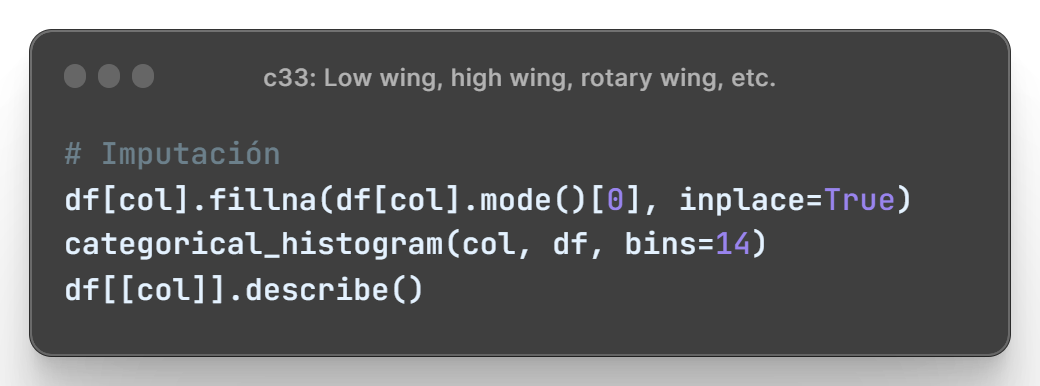 c33: Low wing, high wing, rotary wing, etc.
# Imputación
df[col].fillna(df[col].mode()[0], inplace=True)
categorical_histogram(col, df, bins=14)
df[[col]].describe()